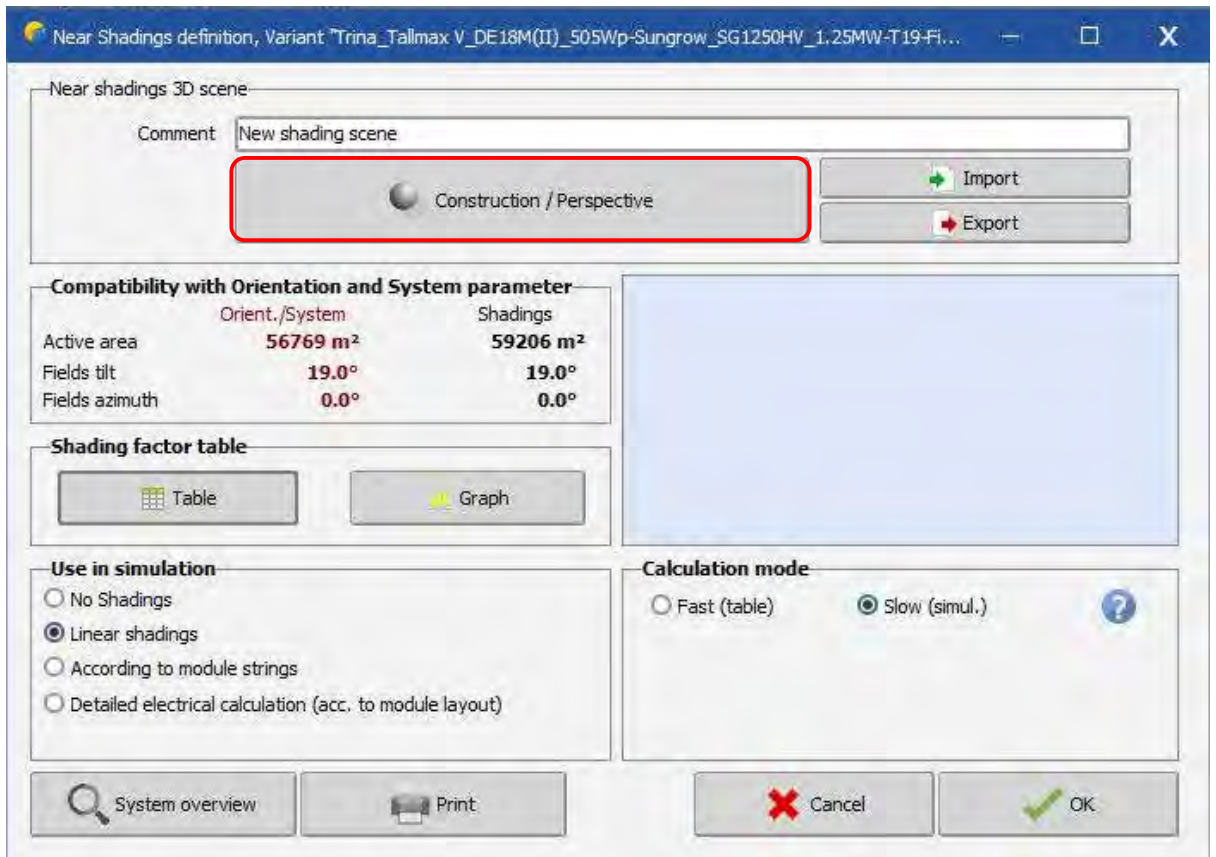 Near Shadings definition, Variant "Trina_Tallmax V_DE18M(II)_505Wp-Sungrow_SG1250HV_1.25MW-T19-Fi...
Near shadings 3D scene
Comment New shading scene
Construction / Perspective
Import
Export
Compatibility with Orientation and System parameter
Orient./System Shadings
Active area 56769 m² 59206 m²
Fields tilt 19.0° 19.0°
Fields azimuth 0.0° 0.0°
Shading factor table
Table Graph
Use in simulation
No Shadings
Linear shadings
According to module strings
Detailed electrical calculation (acc. to module layout)
Calculation mode
Fast (table) Slow (simul.) ?
System overview Print Cancel OK